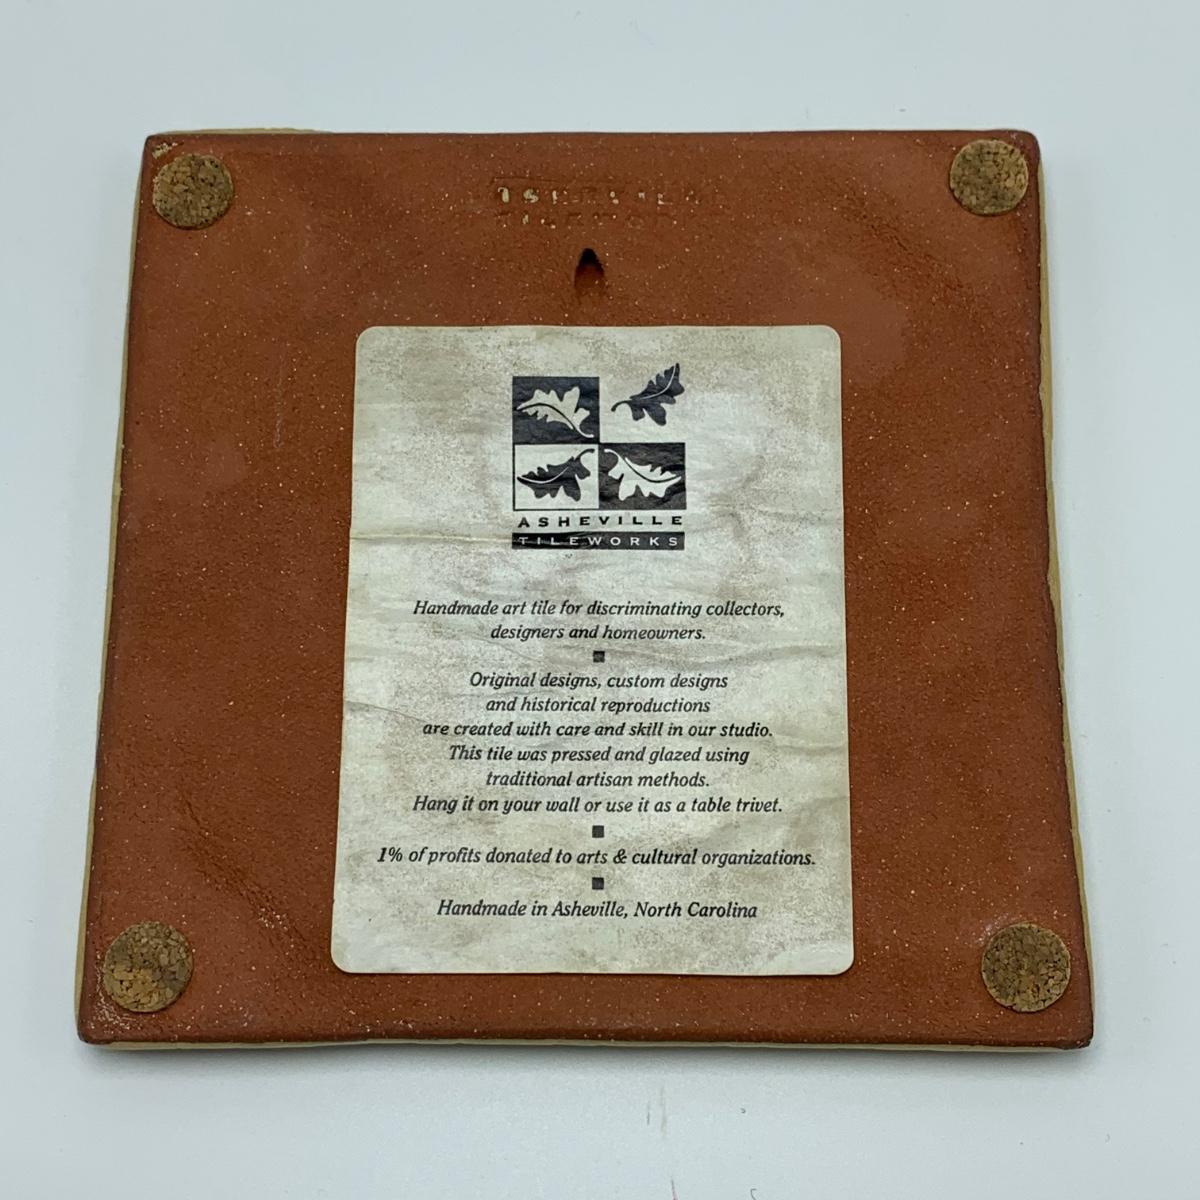 ASHEVILLE
TILEWORKS
Handmade art tile for discriminating collectors,
designers and homeowners.
Original designs, custom designs
and historical reproductions
are created with care and skill in our studio.
This tile was pressed and glazed using
traditional artisan methods.
Hang it on your wall or use it as a table trivet.
1% of profits donated to arts & cultural organizations.
Handmade in Asheville, North Carolina